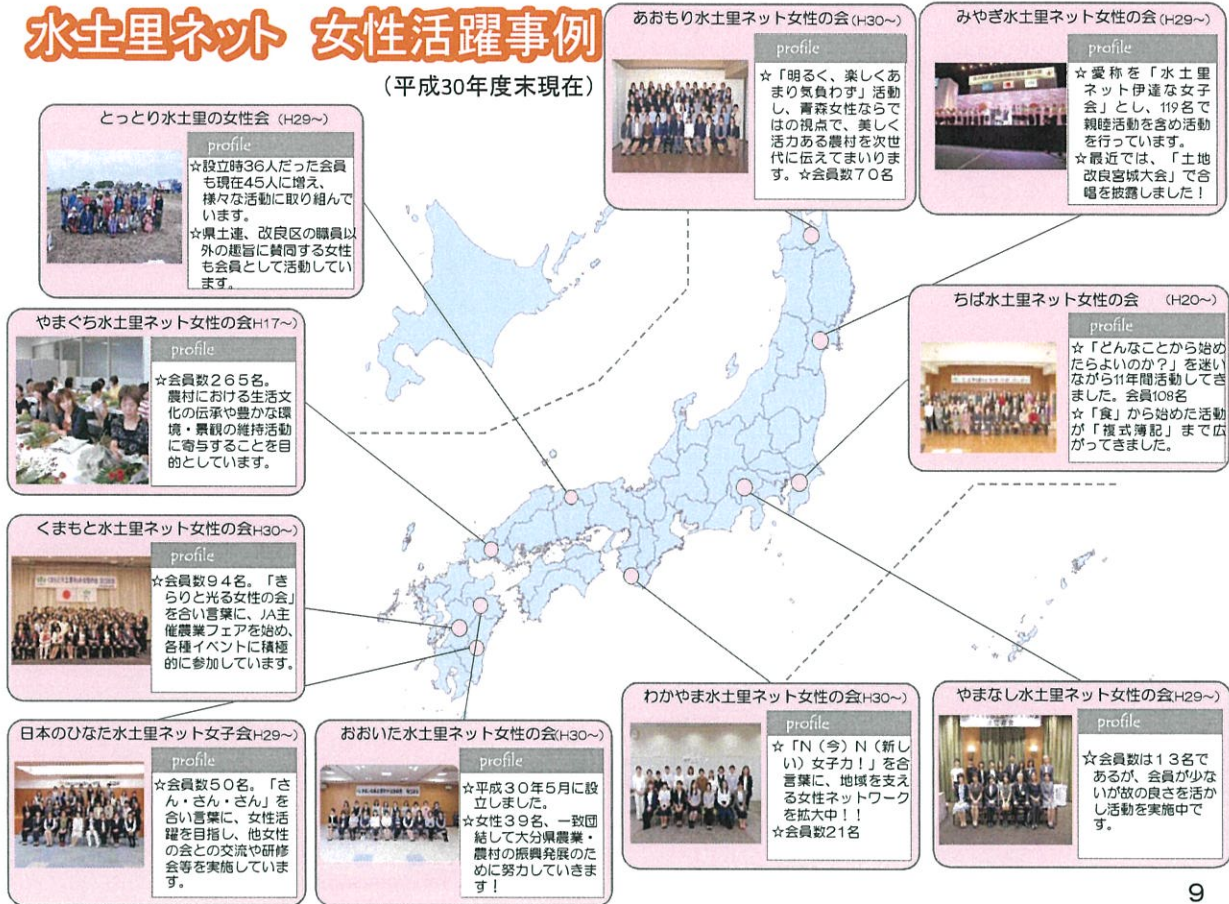 水土里ネット 女性活躍事例
(平成30年度末現在)
あおもり水土里ネット女性の会(H30~)
profile
☆「明るく、楽しくあ
まり気負わず」活動
し、青森女性ならで
はの視点で、美しく
活力ある農村を次世
代に伝えてまいりま
す。☆会員数70名
みやぎ水土里ネット女性の会(H29~)
profile
☆愛称を「水土里
ネット伊達な女子
会」とし、119名で
親睦活動を含め活動
を行っています。
☆最近では、「土地
改良宮城大会」で合
唱を披露しました!
とっとり水土里の女性会 (H29~)
profile
☆設立時36人だった会員
も現在45人に増え、
様々な活動に取り組んで
います。
☆県土連、改良区の職員以
外の趣旨に賛同する女性
も会員として活動してい
ます。
ちば水土里ネット女性の会 (H20~)
profile
☆「どんなことから始め
たらよいのか?」を迷い
ながら11年間活動してき
ました。会員108名
☆「食」から始めた活動
が「複式簿記」まで広
がってきました。
やまぐち水土里ネット女性の会(H17~)
profile
☆会員数265名。
農村における生活文
化の伝承や豊かな環
境・景観の維持活動
に寄与することを目
的としています。
くまもと水土里ネット女性の会(H30~)
profile
☆会員数94名。「き
らりと光る女性の会」
を合い言葉に、JA主
催農業フェアを始め、
各種イベントに積極
的に参加しています。
日本のひなた水土里ネット女子会(H29~)
profile
☆会員数50名。「さ
ん・さん・さん」を
合い言葉に、女性活
躍を目指し、他女性
の会との交流や研修
会等を実施していま
す。
おおいた水土里ネット女性の会(H30~)
profile
☆平成30年5月に設
立しました。
☆女性39名、一致団
結して大分県農業・
農村の振興発展のた
めに努力していきま
す!
わかやま水土里ネット女性の会(H30~)
profile
☆「N(今)N(新し
い)女子力!」を合
言葉に、地域を支え
る女性ネットワーク
を拡大中!!
☆会員数21名
やまなし水土里ネット女性の会(H29~)
profile
☆会員数は13名で
あるが、会員が少な
いが故の良さを活か
し活動を実施中で
す。
9